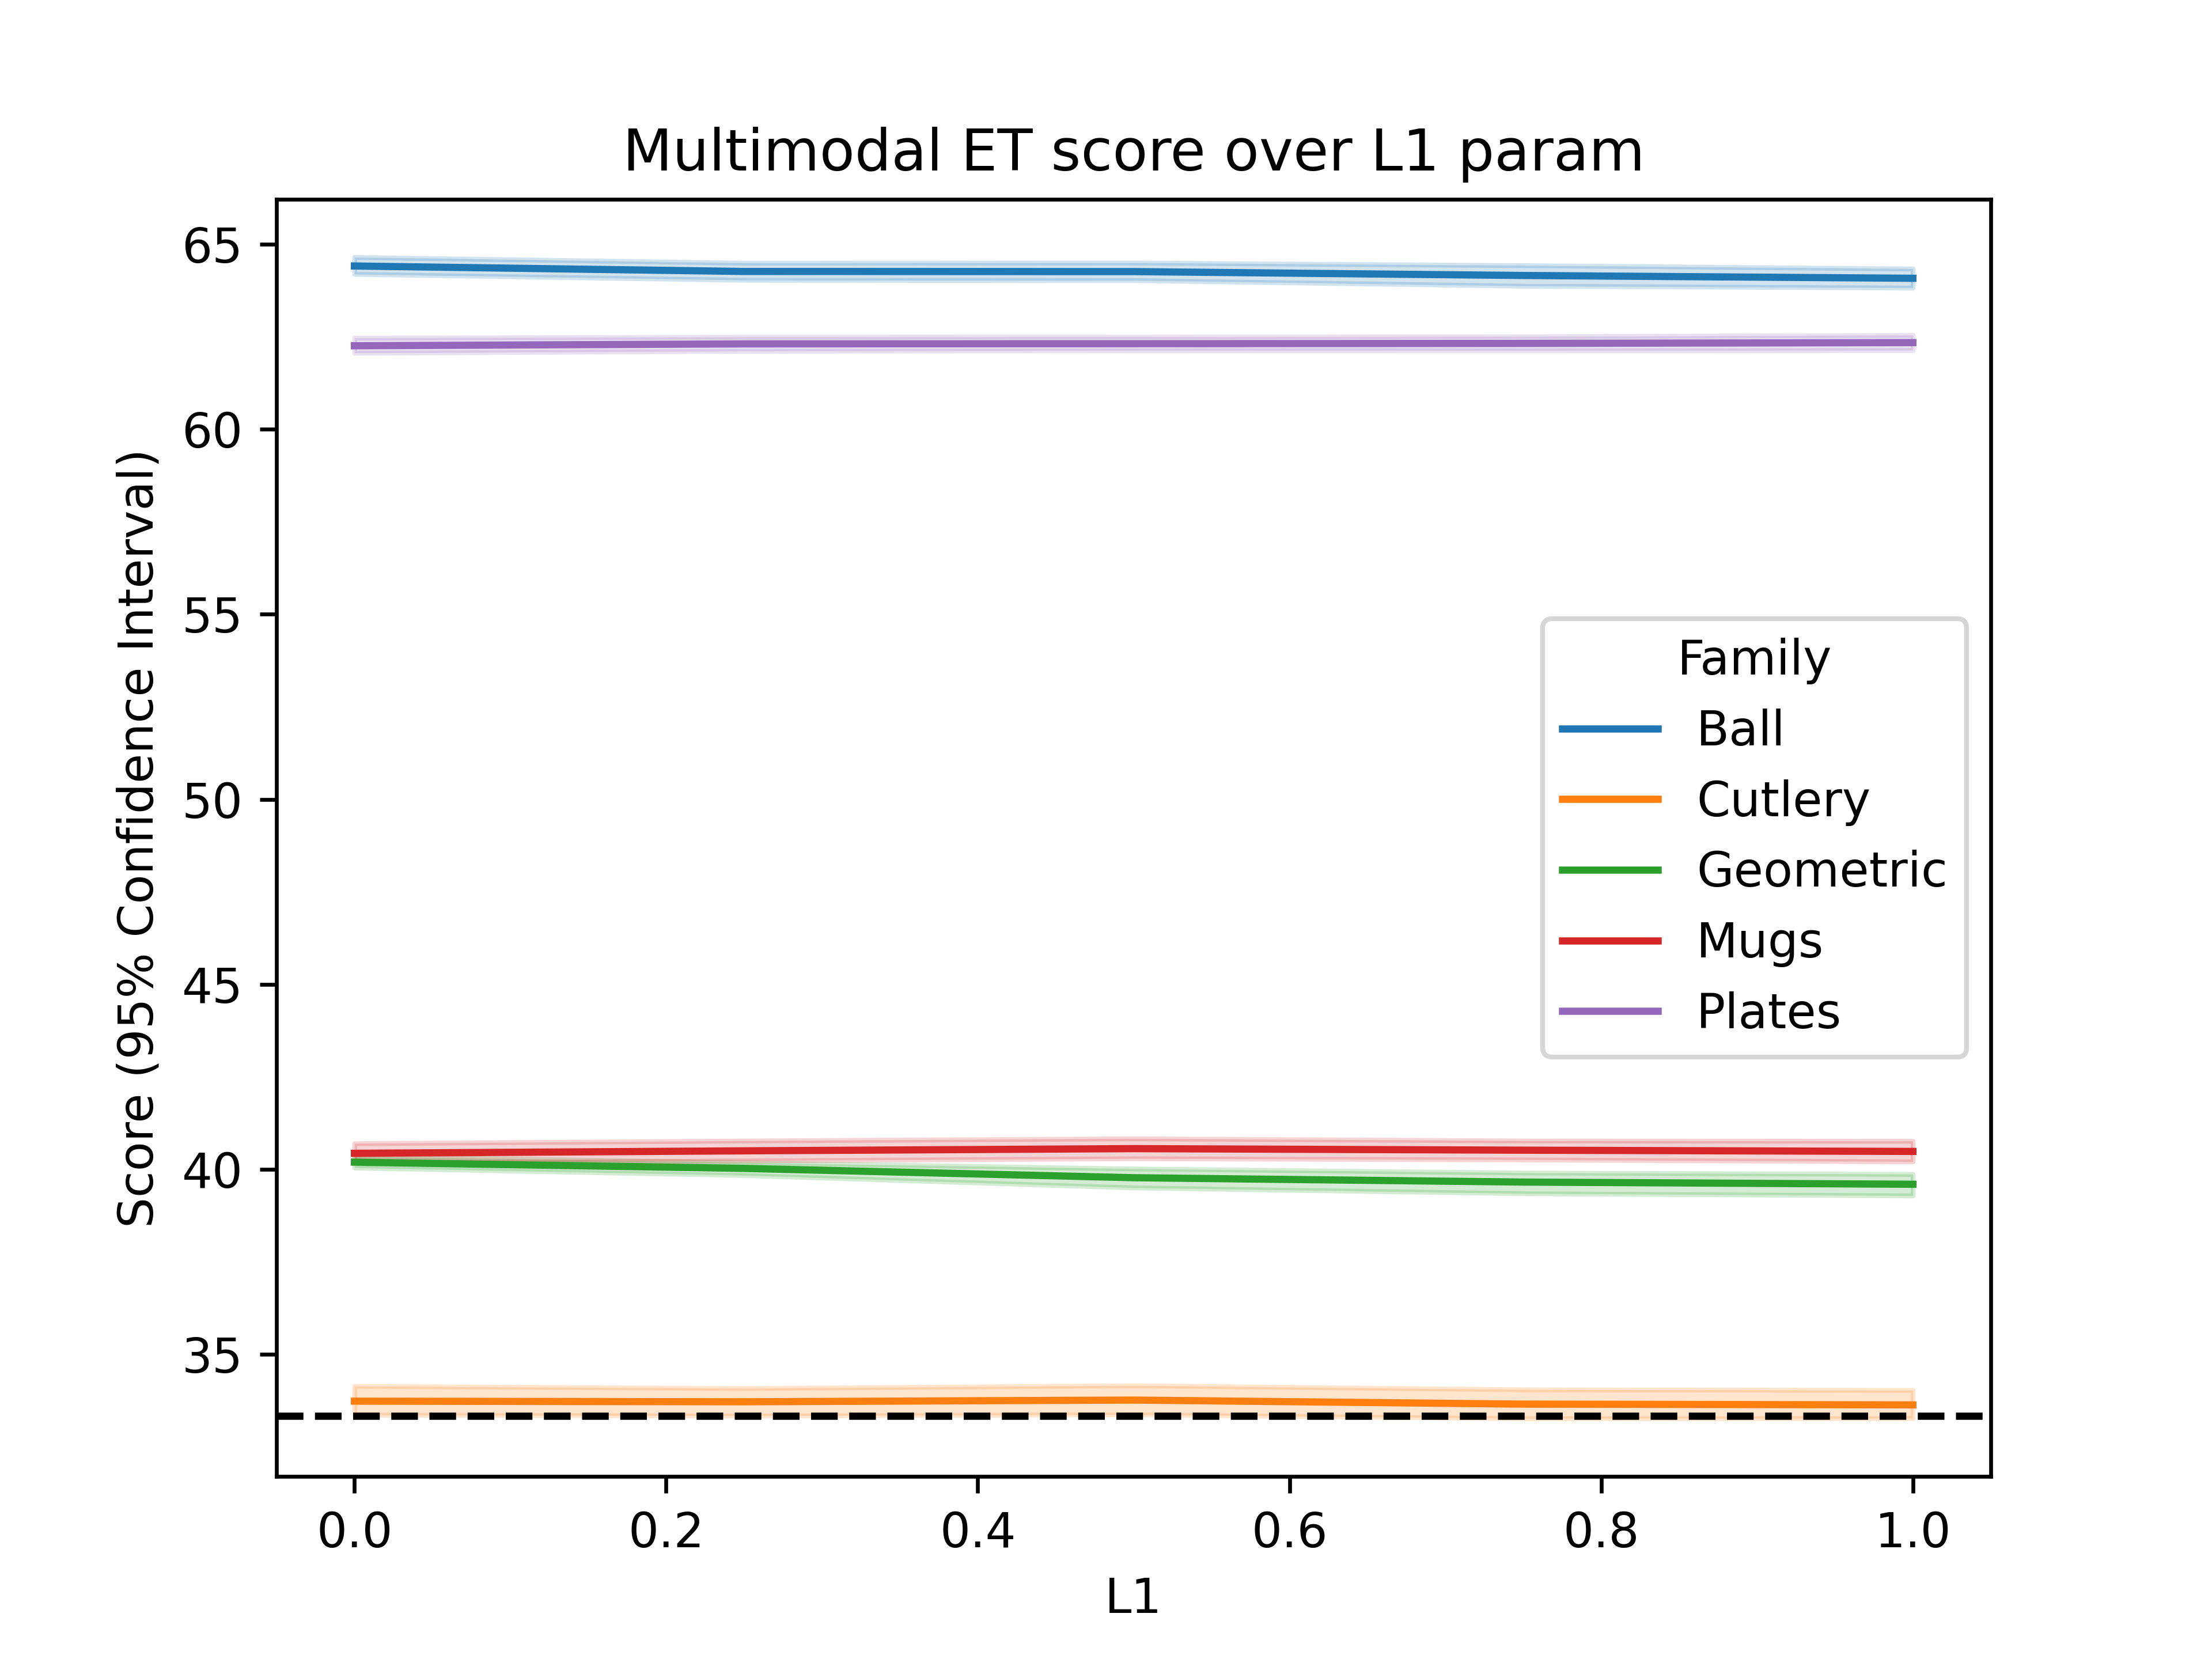 Multimodal ET score over L1 param
Score (95% Confidence Interval)
65
60
55
50
45
40
35
Family
Ball
Cutlery
Geometric
Mugs
Plates
0.0 0.2 0.4 0.6 0.8 1.0
L1